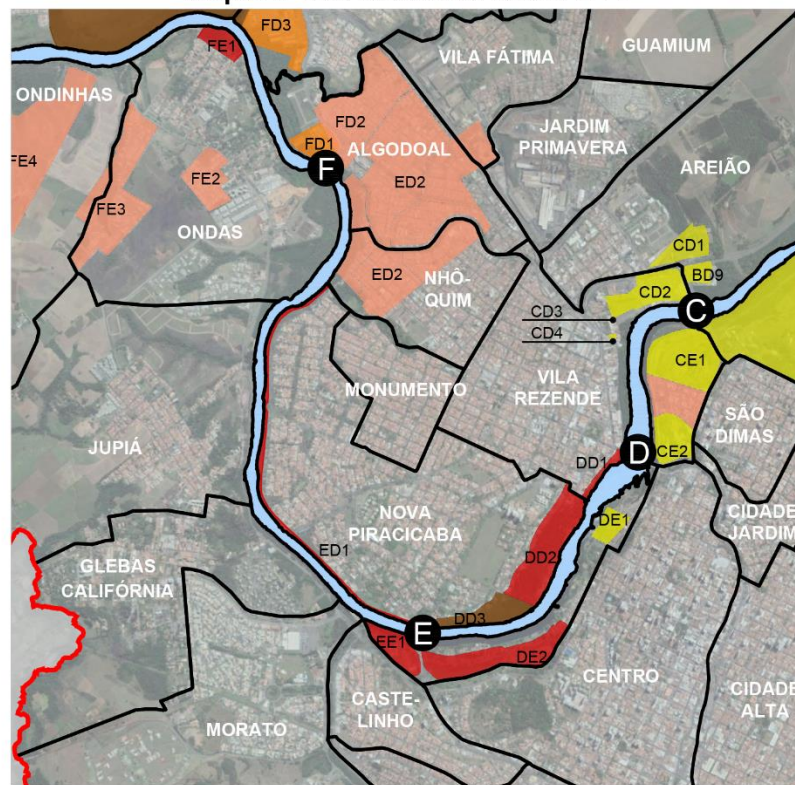 FD3
FE1
VILA FÁTIMA
GUAMIUM
ONDINHAS
FD2
JARDIM
PRIMAVERA
FD1
ALGODOAL
F
FE4
FE2
ED2
AREIÃO
FE3
ONDAS
CD1
BD9
ED2
NHÔ-
QUIM
CD2
C
CD3
CD4
CE1
MONUMENTO
VILA
REZENDE
SÃO
DIMAS
JUPIÁ
D
CE2
DD1
NOVA
PIRACICABA
DE1
CIDADE
JARDIM
ED1
DD2
GLEBAS
CALIFÓRNIA
DD3
E
EE1
DE2
CENTRO
CASTE-
LINHO
CIDADE
ALTA
MORATO